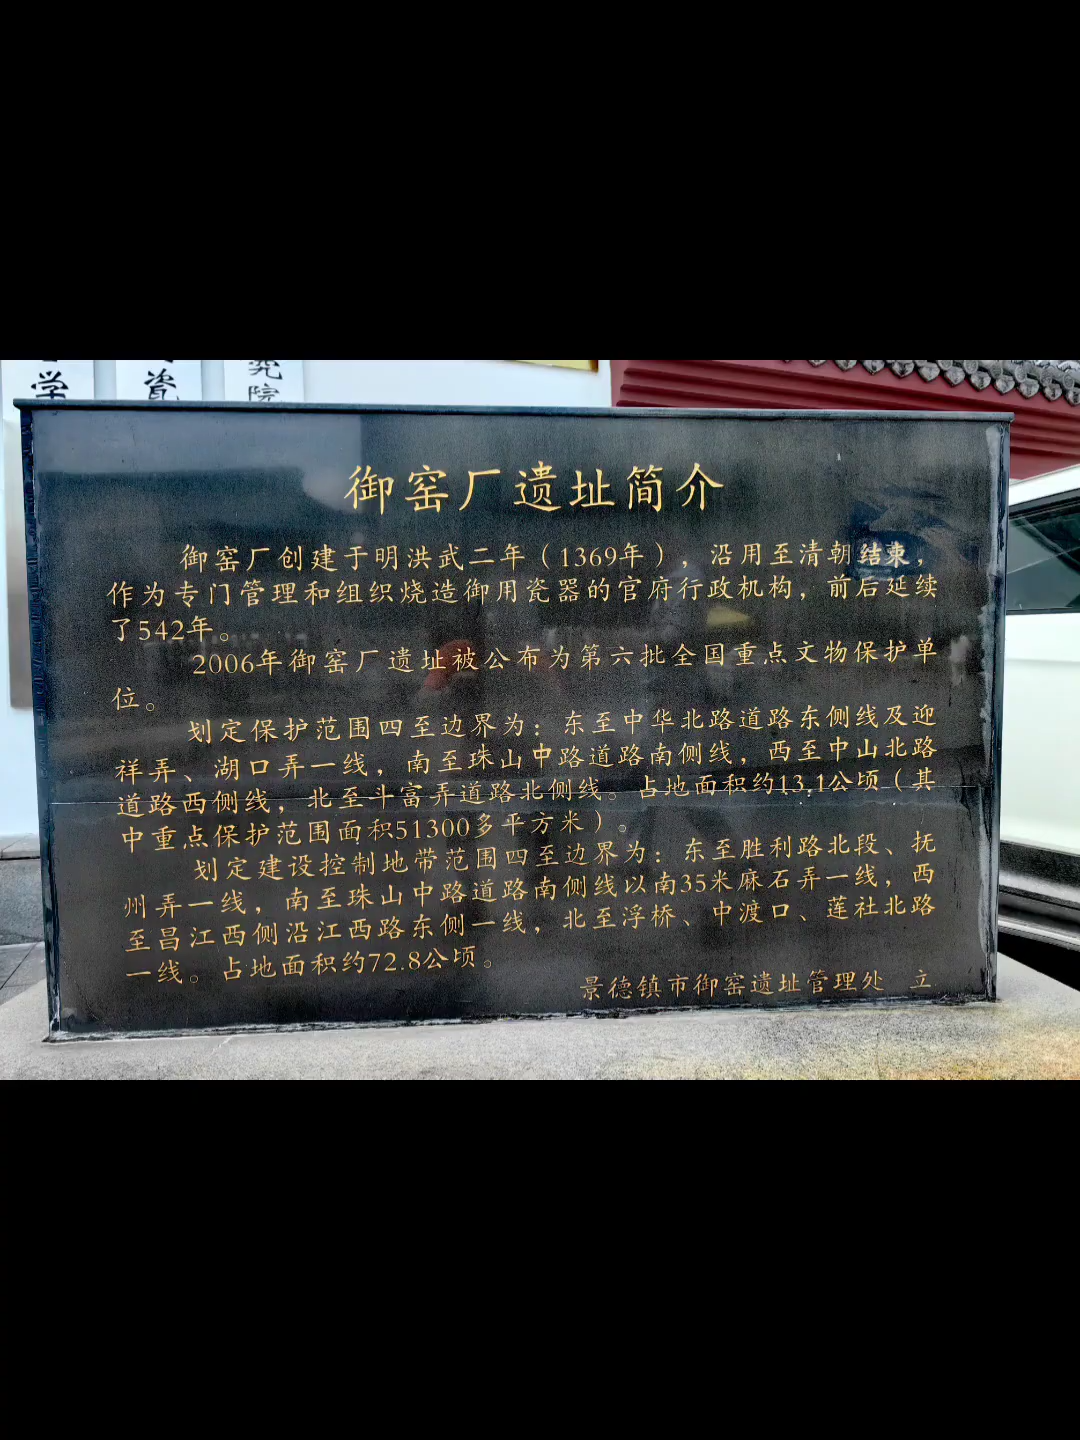 学 瓷 究院
御窑厂遗址简介
御窑厂创建于明洪武二年（1369年），沿用至清朝结束，
作为专门管理和组织烧造御用瓷器的官府行政机构，前后延续
了542年。
2006年御窑厂遗址被公布为第六批全国重点文物保护单
位。
划定保护范围四至边界为：东至中华北路道路东侧线及迎
祥弄、湖口弄一线，南至珠山中路道路南侧线，西至中山北路
道路西侧线，北至斗富弄道路北侧线。占地面积约13.1公顷（其
中重点保护范围面积51300多平方米）。
划定建设控制地带范围四至边界为：东至胜利路北段、抚
州弄一线，南至珠山中路道路南侧线以南35米麻石弄一线，西
至昌江西侧沿江西路东侧一线，北至浮桥、中渡口、莲社北路
一线。占地面积约72.8公顷。
景德镇市御窑遗址管理处 立